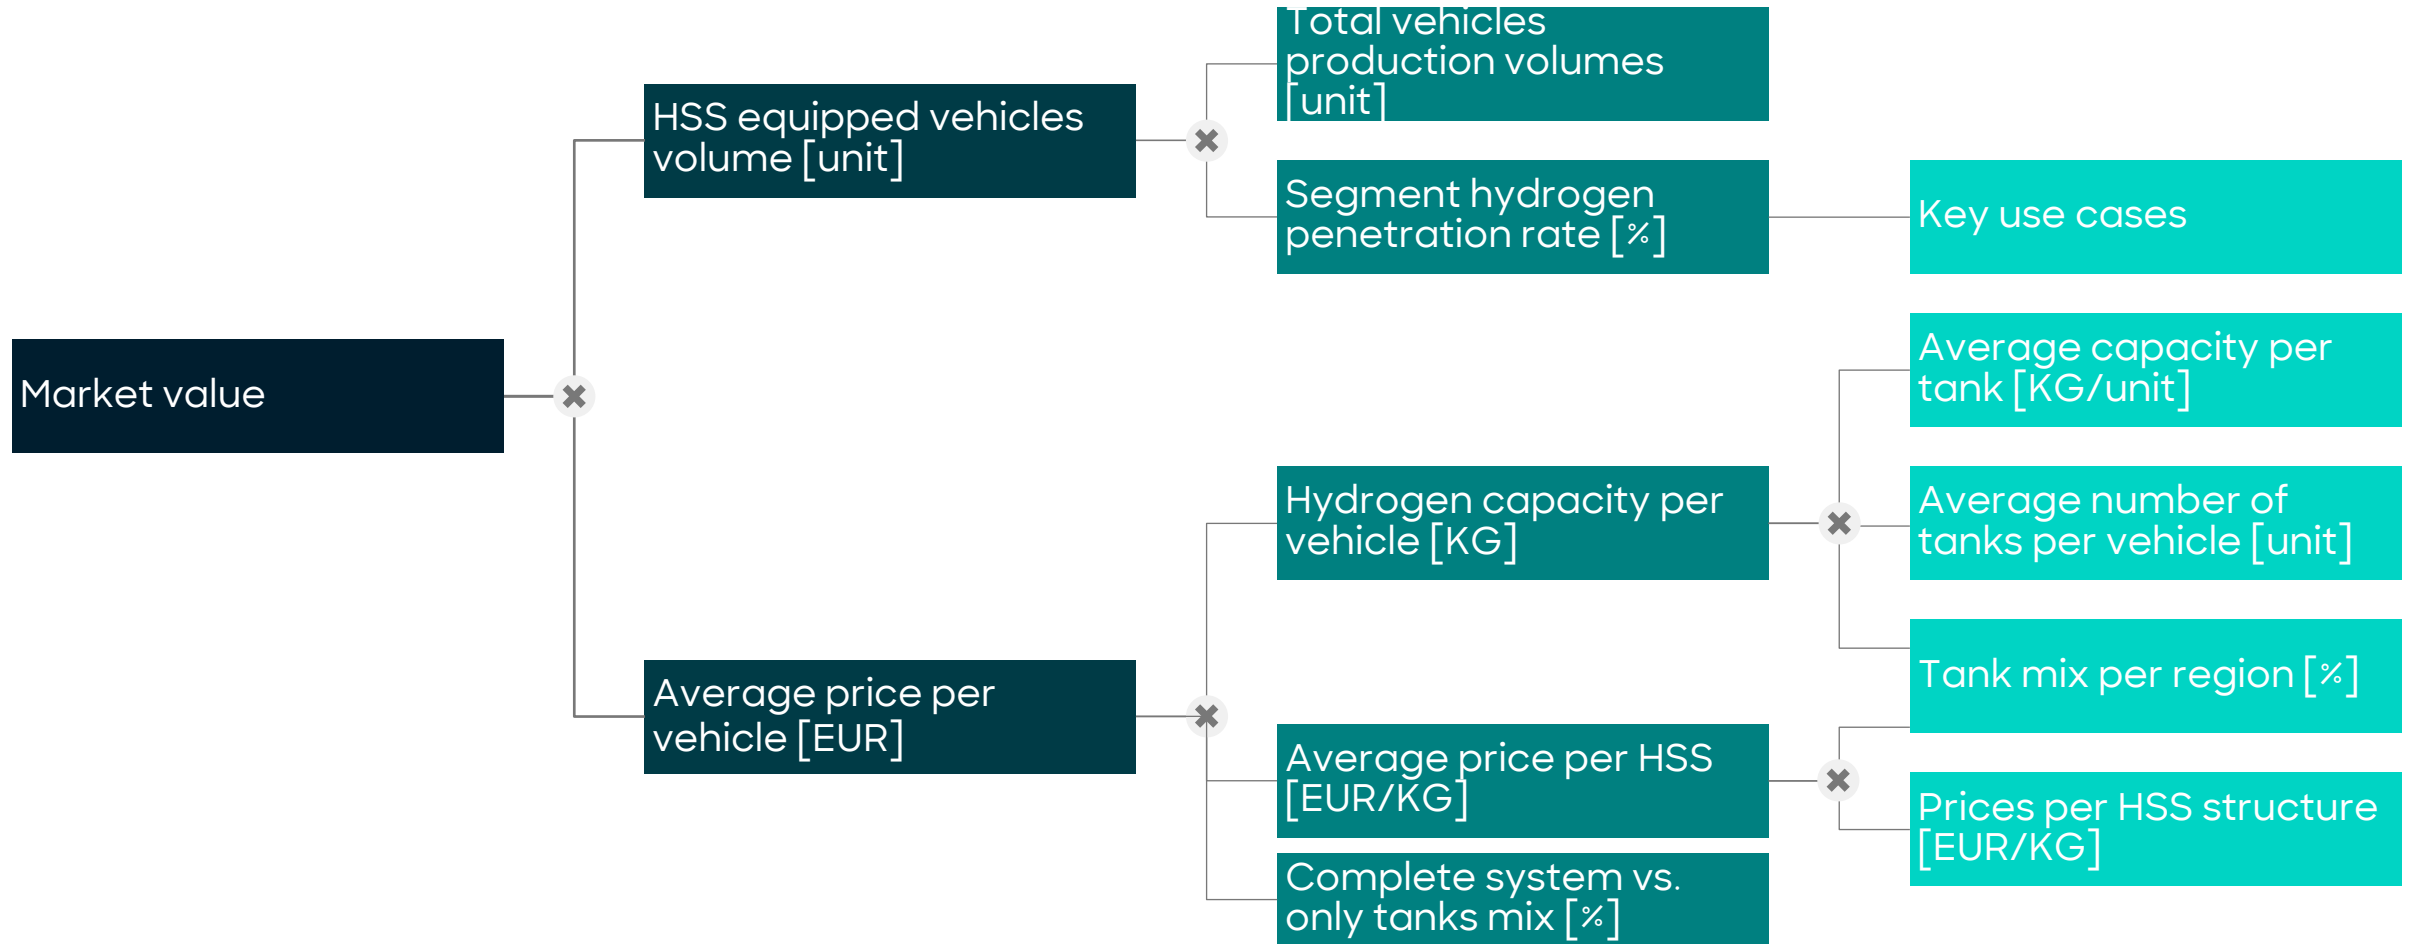 Total vehicles
production volumes
[unit]
HSS equipped vehicles
volume [unit]
Segment hydrogen
penetration rate [%]
Key use cases
Market value
Average capacity per
tank [KG/unit]
Hydrogen capacity per
vehicle [KG]
Average number of
tanks per vehicle [unit]
Tank mix per region [%]
Average price per
vehicle [EUR]
Average price per HSS
[EUR/KG]
Prices per HSS structure
[EUR/KG]
Complete system vs.
only tanks mix [%]